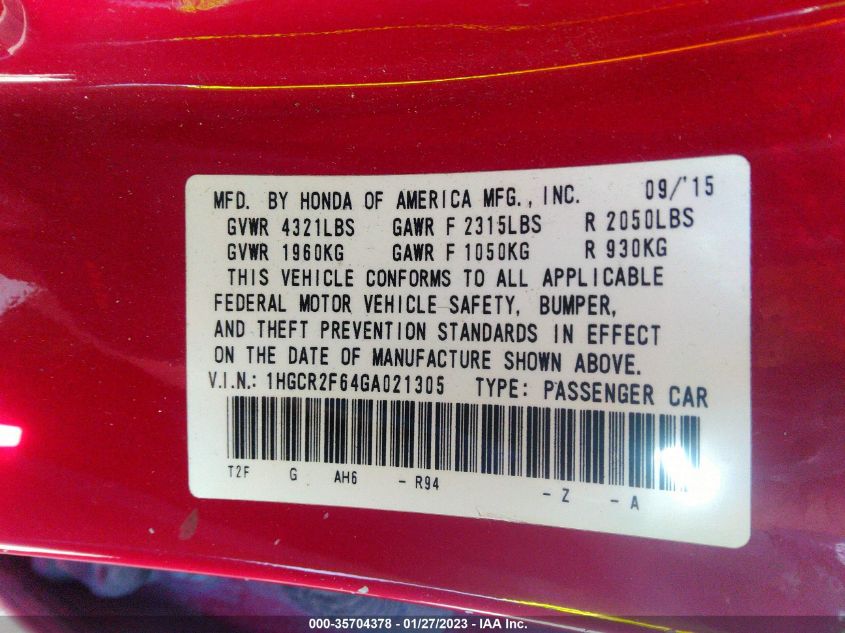 MFD. BY HONDA OF AMERICA MFG., INC. 09/'15
GVWR 4321LBS GAWR F 2315LBS R 2050LBS
GVWR 1960KG GAWR F 1050KG R 930KG
THIS VEHICLE CONFORMS TO ALL APPLICABLE
FEDERAL MOTOR VEHICLE SAFETY, BUMPER,
AND THEFT PREVENTION STANDARDS IN EFFECT
ON THE DATE OF MANUFACTURE SHOWN ABOVE.
V.I.N.: 1HGCR2F64GA021305 TYPE: PASSENGER CAR
T2F G AH6 - R94 - Z - A
000-35704378 - 01/27/2023 - IAA Inc.